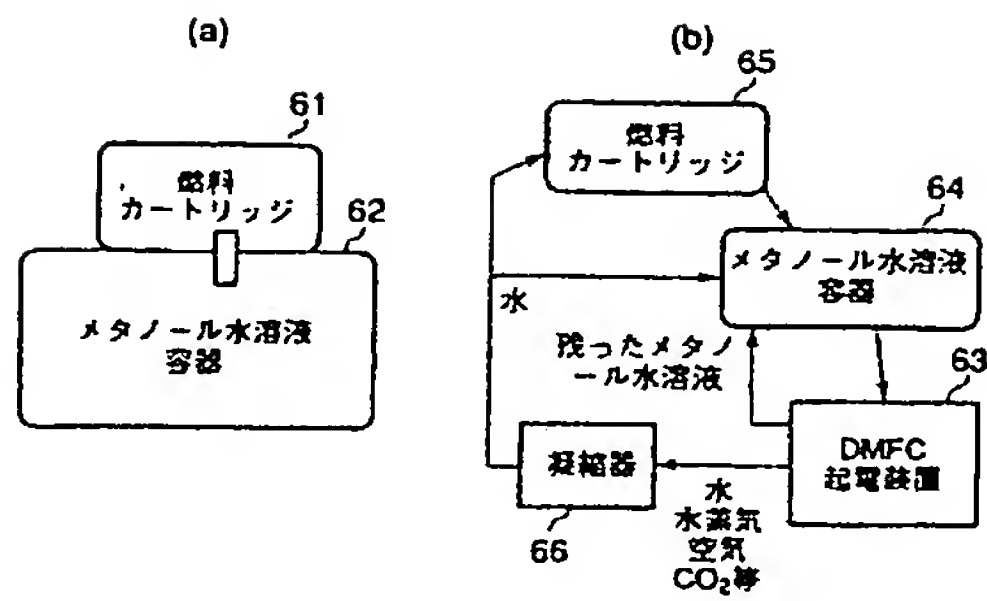 (a)
61
燃料
カートリッジ
62
メタノール水溶液
容器
(b)
65
燃料
カートリッジ
64
メタノール水溶液
容器
水
残ったメタノ
ール水溶液
63
DMFC
起電装置
凝縮器
66
水
水蒸気
空気
CO₂等